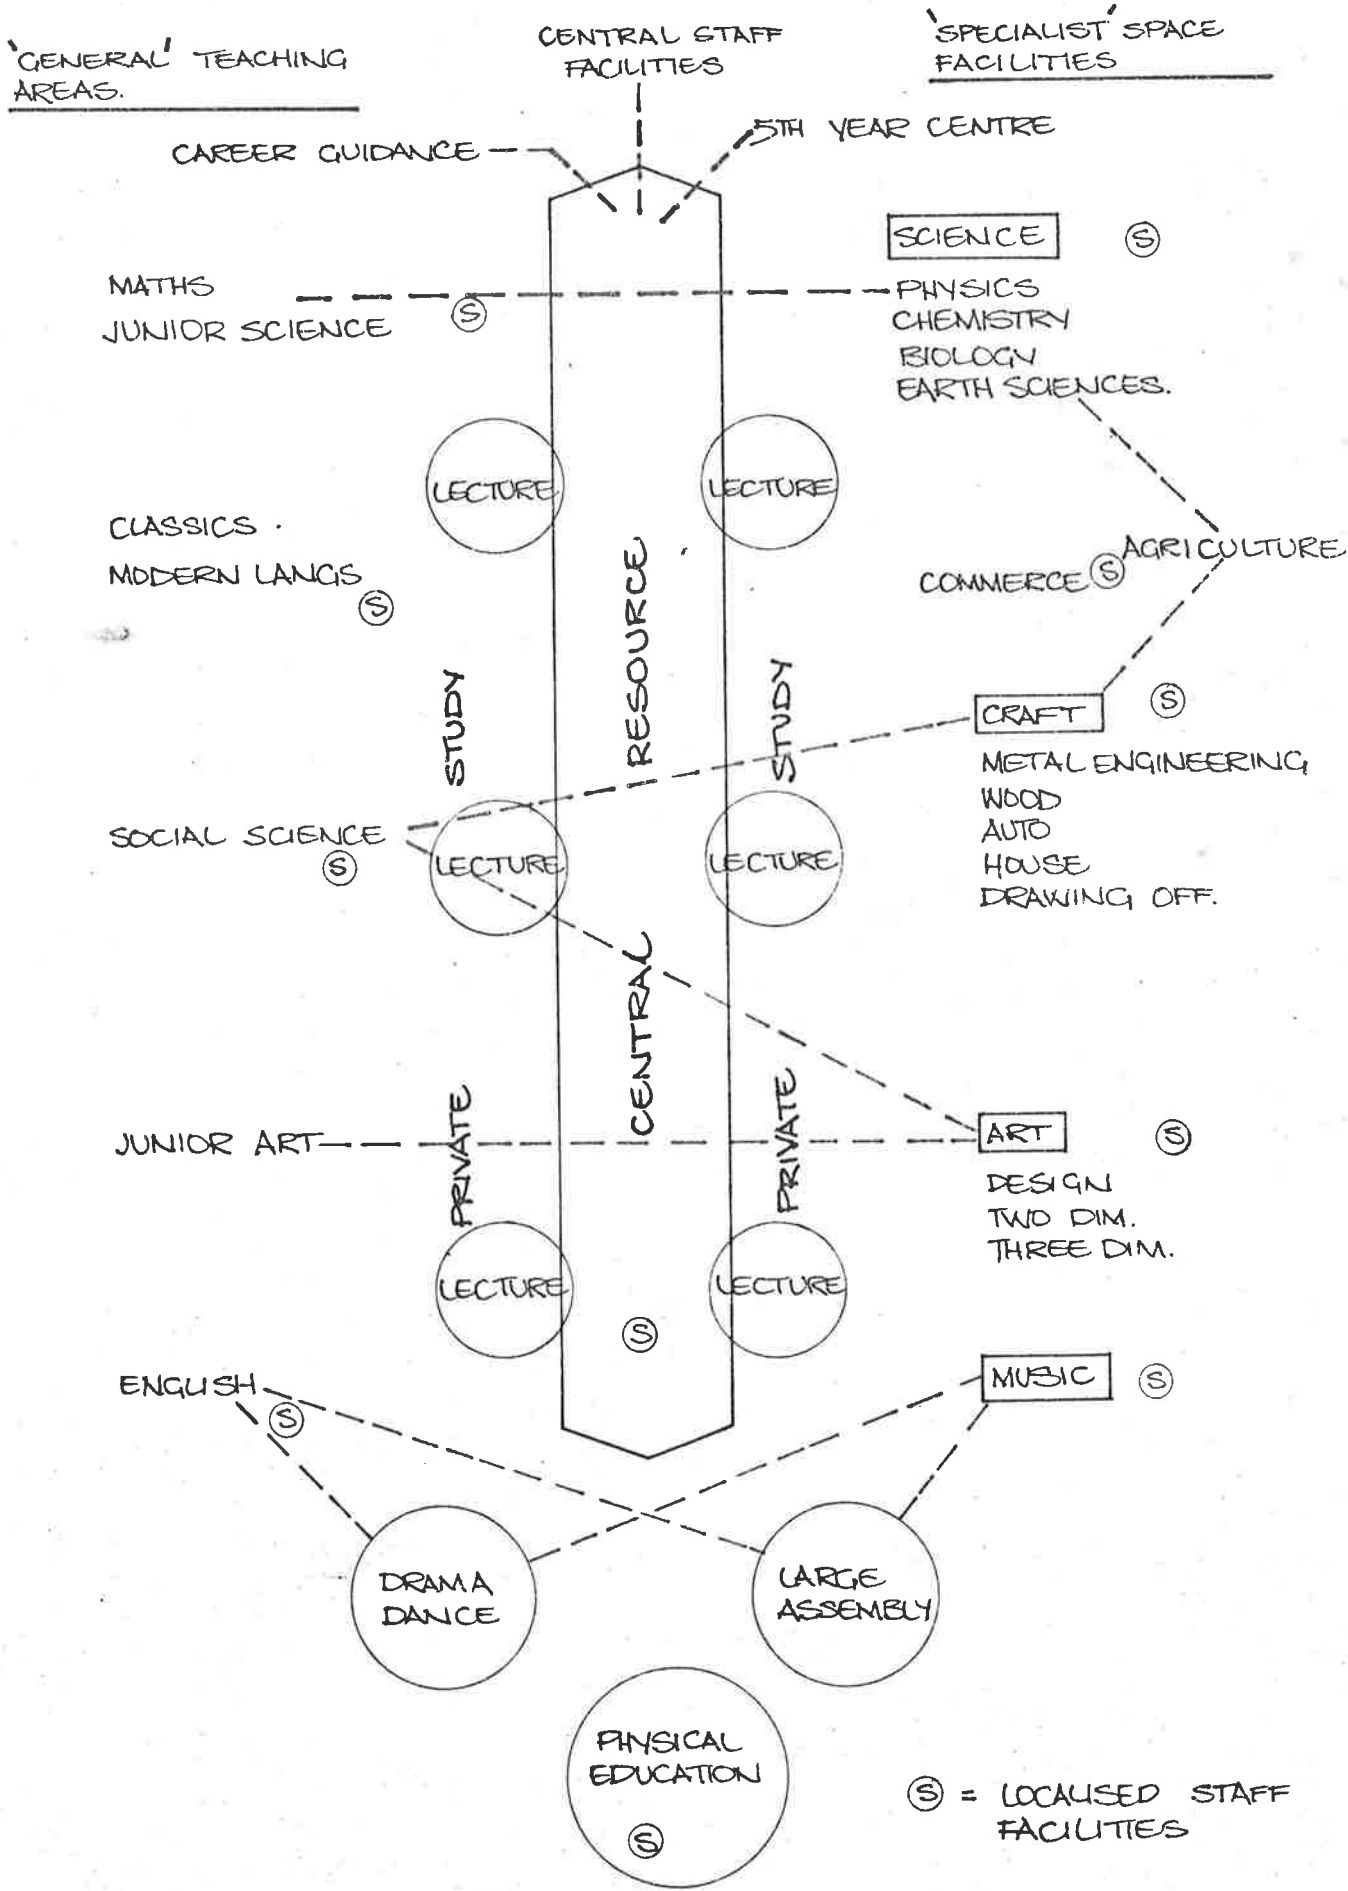 'GENERAL' TEACHING
AREAS.
CENTRAL STAFF
FACILITIES
'SPECIALIST' SPACE
FACILITIES
CAREER GUIDANCE
5TH YEAR CENTRE
MATHS
JUNIOR SCIENCE
S
SCIENCE
S
PHYSICS
CHEMISTRY
BIOLOGY
EARTH SCIENCES.
LECTURE
LECTURE
CLASSICS.
MODERN LANGS
S
AGRICULTURE
COMMERCE
S
PRIVATE STUDY
CENTRAL RESOURCE
PRIVATE STUDY
CRAFT
S
METAL ENGINEERING
WOOD
AUTO
HOUSE
DRAWING OFF.
SOCIAL SCIENCE
S
LECTURE
LECTURE
JUNIOR ART
ART
S
DESIGN
TWO DIM.
THREE DIM.
LECTURE
LECTURE
S
ENGLISH
S
MUSIC
S
DRAMA
DANCE
LARGE
ASSEMBLY
PHYSICAL
EDUCATION
S
S = LOCALISED STAFF
FACILITIES